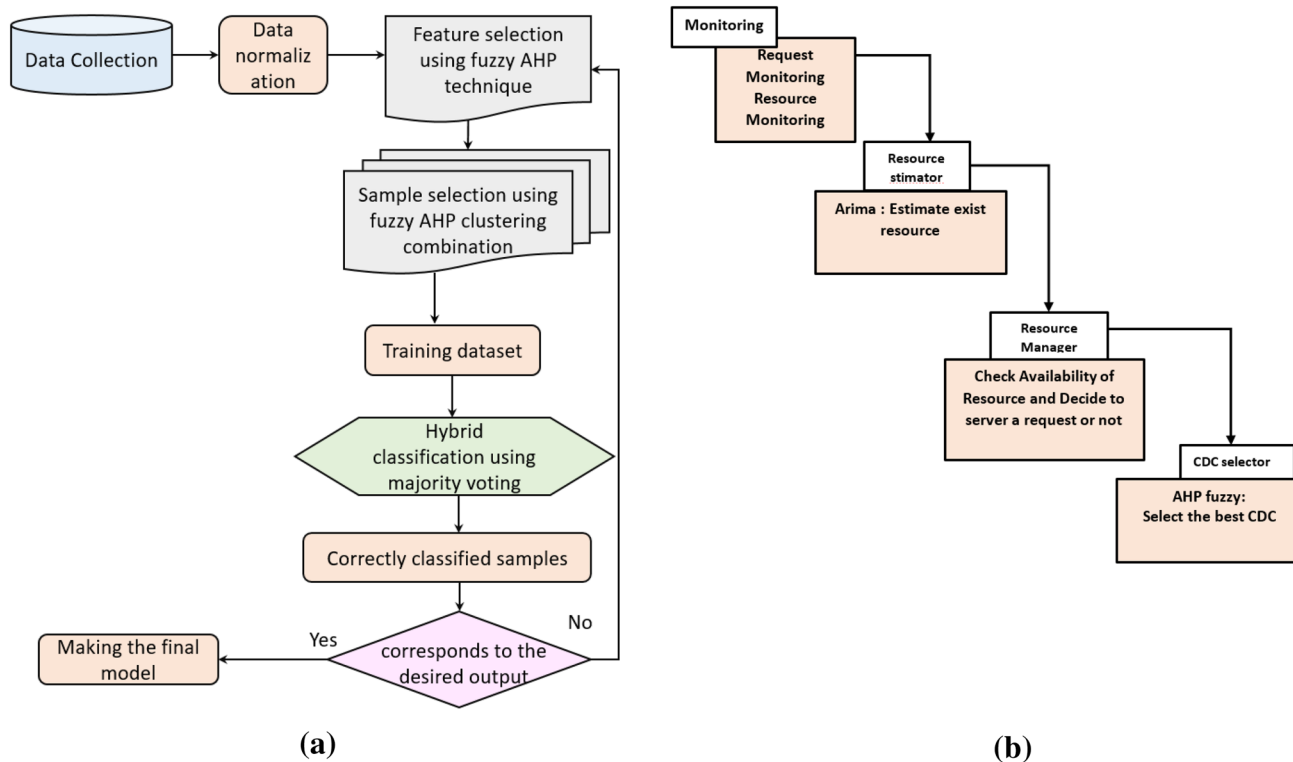 Data Collection
Data
normaliz
ation
Feature selection
using fuzzy AHP
technique
Sample selection using
fuzzy AHP clustering
combination
Training dataset
Hybrid
classification using
majority voting
Correctly classified samples
corresponds to the
desired output
Yes
No
Making the final
model
(a)
Monitoring
Request
Monitoring
Resource
Monitoring
Resource
stimator
Arima : Estimate exist
resource
Resource
Manager
Check Availability of
Resource and Decide to
server a request or not
CDC selector
AHP fuzzy:
Select the best CDC
(b)